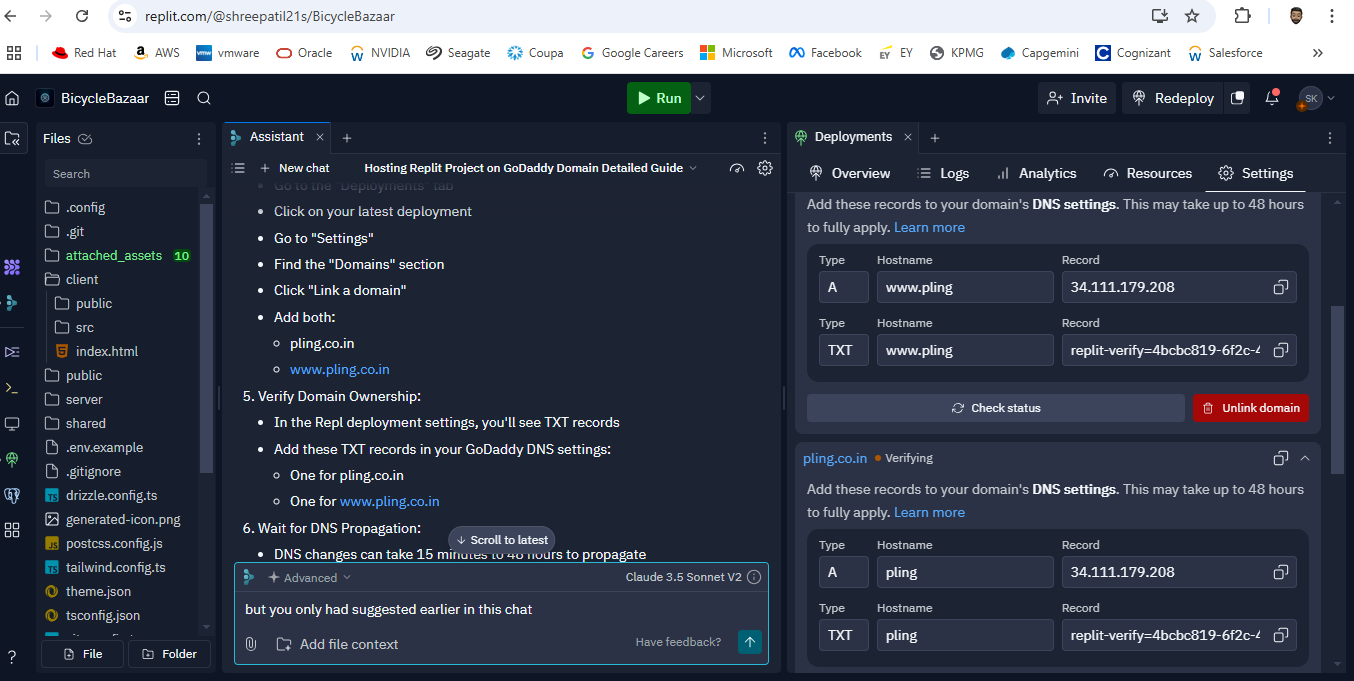 replit.com/@shreepatil21s/BicycleBazaar
Red Hat
AWS
vmware
Oracle
NVIDIA
Seagate
Coupa
Google Careers
Microsoft
Facebook
EY
KPMG
Capgemini
Cognizant
Salesforce
BicycleBazaar
Run
Invite
Redeploy
SK
Files
Search
.config
.git
attached_assets 10
client
public
src
index.html
public
server
shared
.env.example
.gitignore
drizzle.config.ts
generated-icon.png
postcss.config.js
tailwind.config.ts
theme.json
tsconfig.json
File
Folder
Assistant
New chat
Hosting Replit Project on GoDaddy Domain Detailed Guide
Go to the "Deployments" tab
Click on your latest deployment
Go to "Settings"
Find the "Domains" section
Click "Link a domain"
Add both:
pling.co.in
www.pling.co.in
5. Verify Domain Ownership:
In the Repl deployment settings, you'll see TXT records
Add these TXT records in your GoDaddy DNS settings:
One for pling.co.in
One for www.pling.co.in
6. Wait for DNS Propagation:
Scroll to latest
DNS changes can take 15 minutes to 48 hours to propagate
Advanced
Claude 3.5 Sonnet V2
but you only had suggested earlier in this chat
Add file context
Have feedback?
Deployments
Overview
Logs
Analytics
Resources
Settings
Add these records to your domain's DNS settings. This may take up to 48 hours
to fully apply. Learn more
Type Hostname Record
A www.pling 34.111.179.208
Type Hostname Record
TXT www.pling replit-verify=4bcbc819-6f2c-4
Check status
Unlink domain
pling.co.in Verifying
Add these records to your domain's DNS settings. This may take up to 48 hours
to fully apply. Learn more
Type Hostname Record
A pling 34.111.179.208
Type Hostname Record
TXT pling replit-verify=4bcbc819-6f2c-4